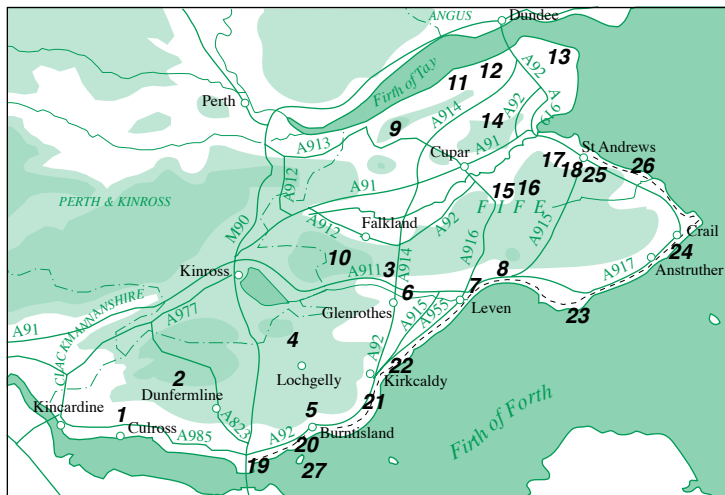 ANGUS
Dundee
13
12
11
A92
Firth of Tay
Perth
A914
A92
A
616
9
14
A913
A91
St Andrews
Cupar
17
18
25
26
A912
A91
15
16
PERTH & KINROSS
F I F E
M90
A912
Falkland
A92
A915
Crail
24
10
3
A914
A916
Kinross
A911
8
A917
Anstruther
6
7
Glenrothes
Leven
A915
A955
23
CLACKMANNANSHIRE
A977
A91
4
A92
22
2
Lochgelly
Kirkcaldy
Dunfermline
21
Kincardine
1
5
Firth of Forth
Culross
A823
Burntisland
A985
A92
20
19
27